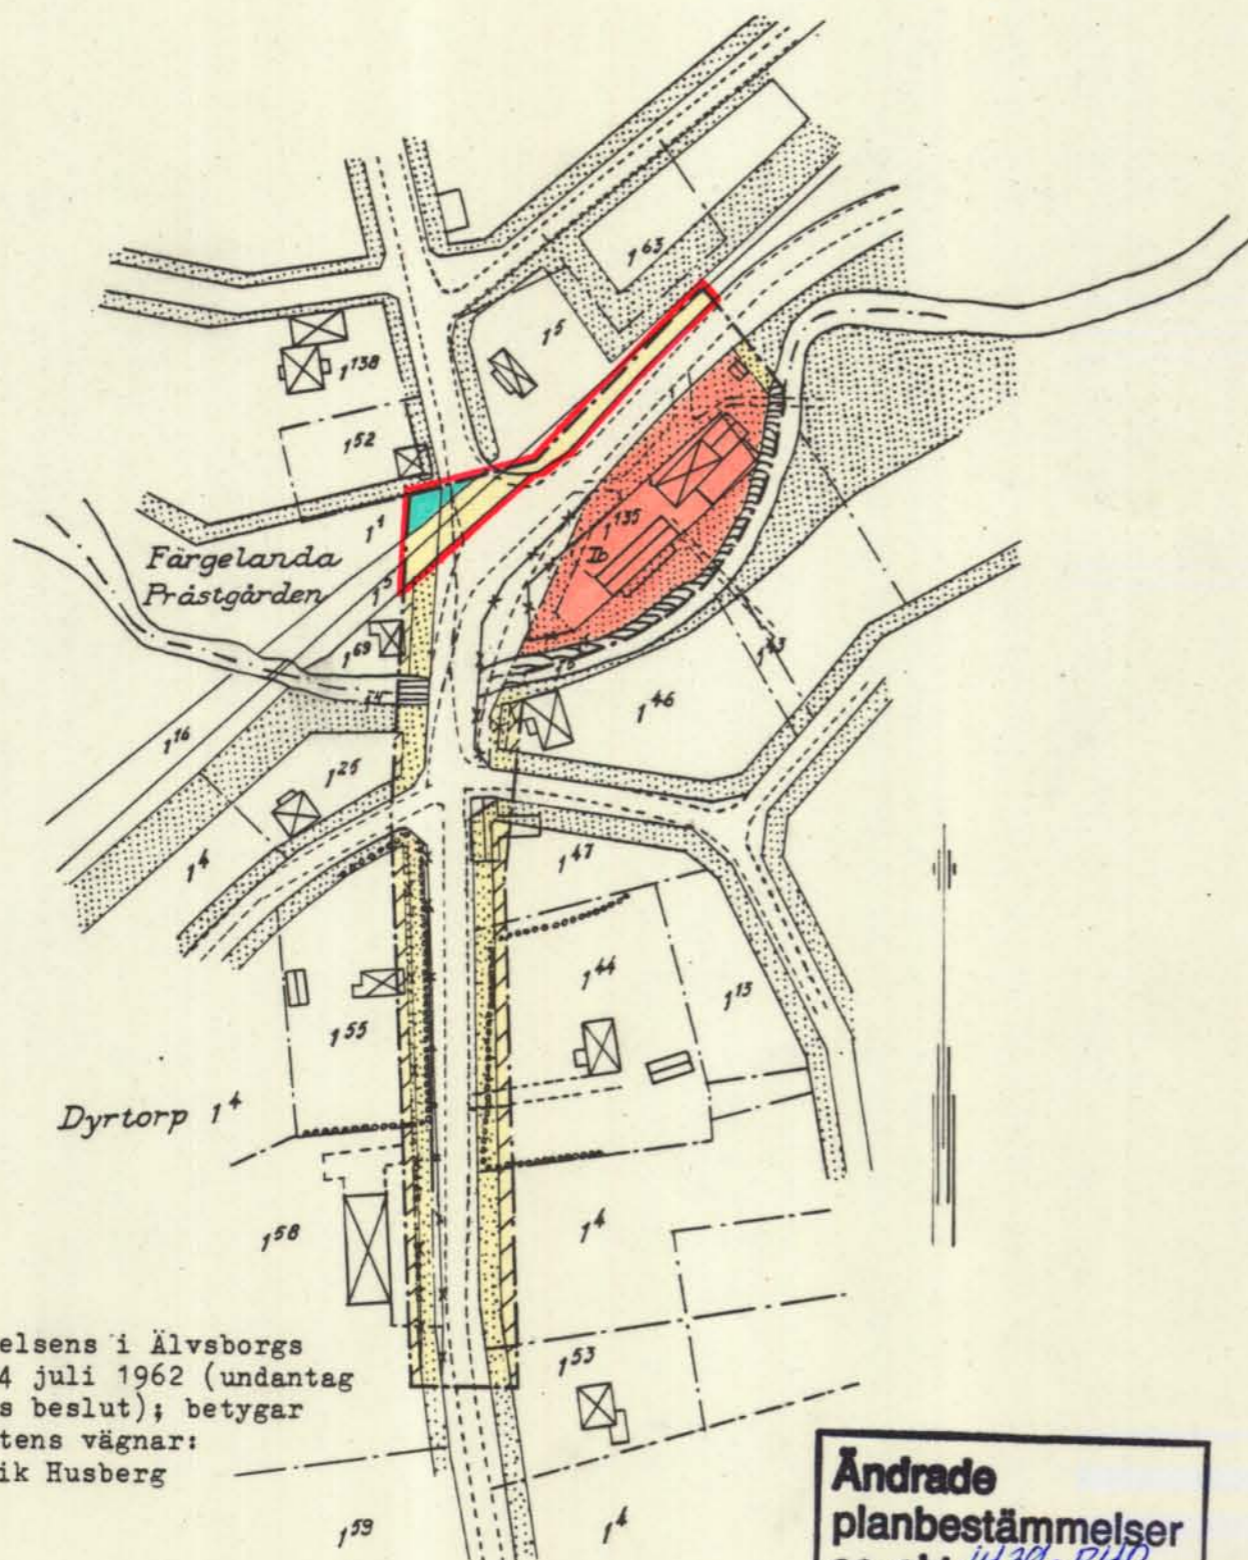 1⁶³
1⁵
1¹³⁸
1⁵²
1¹
Färgelanda
Prästgården
1⁵
1¹³⁵
1⁶⁹
1⁴³
1⁴⁶
1¹⁶
1²⁵
1⁴
1⁴⁷
1⁴⁴
1¹³
1⁵⁵
Dyrtorp 1⁴
1⁵⁸
1⁴
elsens i Älvsborgs
4 juli 1962 (undantag
s beslut); betygar
tens vägnar:
ik Husberg
1⁵³
1⁵⁹
1⁴
Ändrade
planbestämmelser